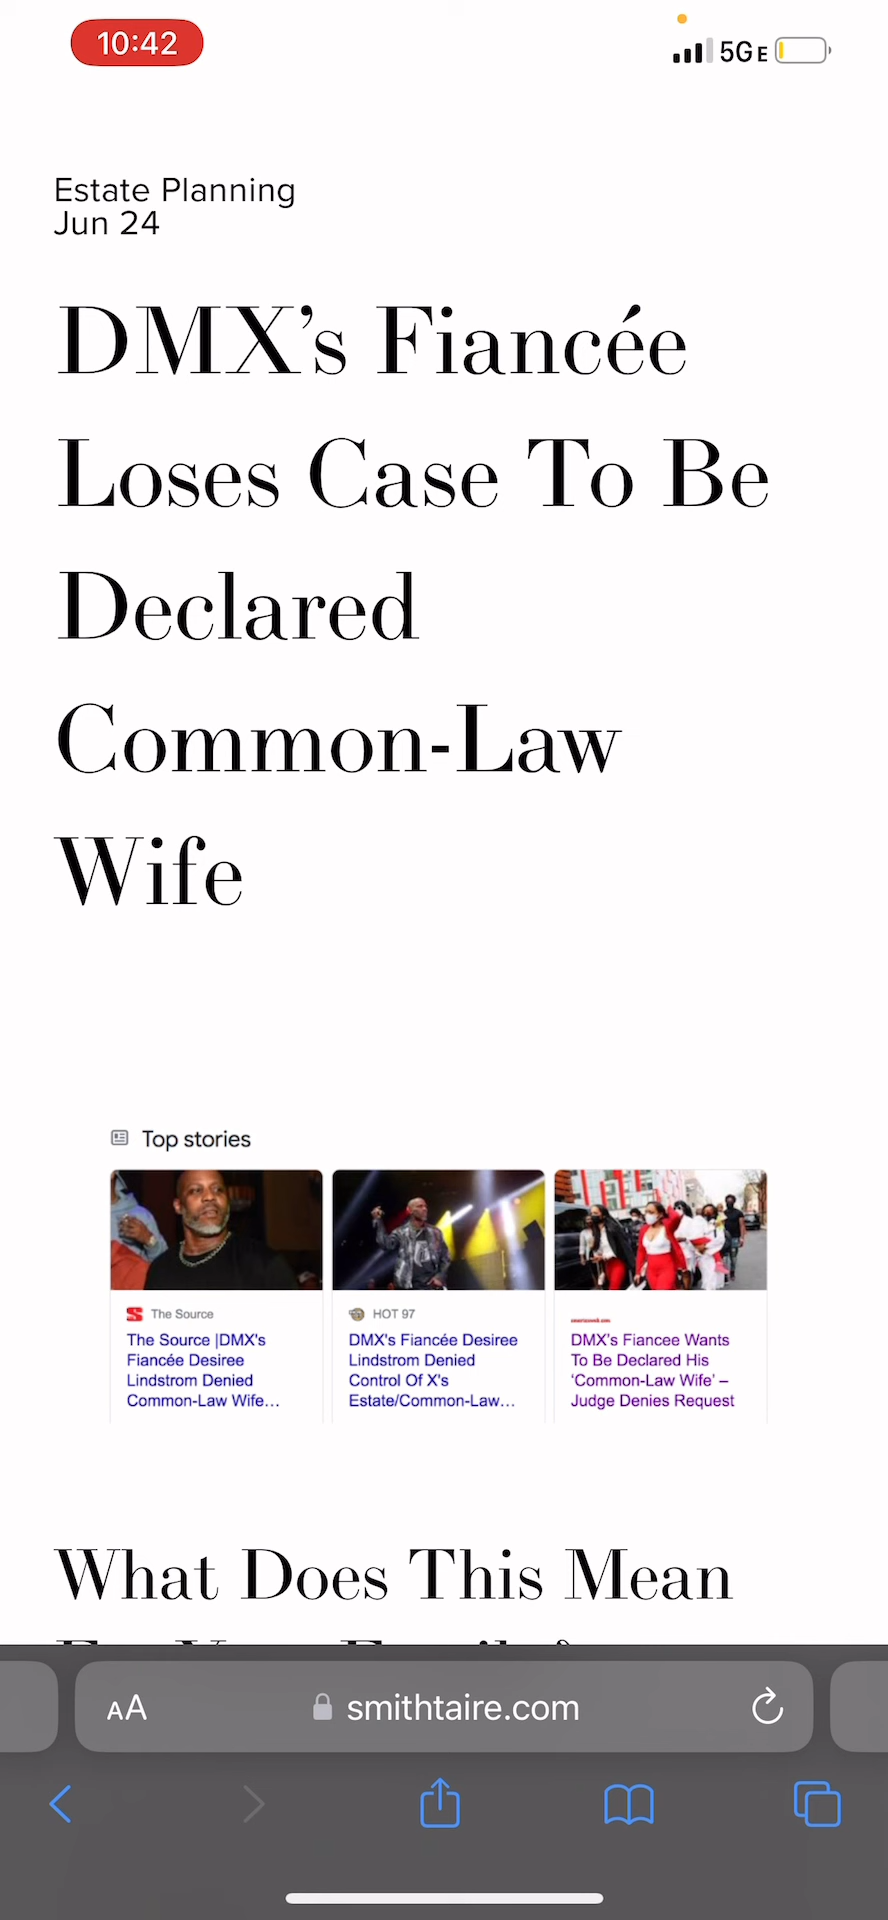 10:42
5GE
Estate Planning
Jun 24
DMX’s Fiancée
Loses Case To Be
Declared
Common-Law
Wife
Top stories
The Source
The Source |DMX's
Fiancée Desiree
Lindstrom Denied
Common-Law Wife...
HOT 97
DMX's Fiancée Desiree
Lindstrom Denied
Control Of X's
Estate/Common-Law...
DMX's Fiancee Wants
To Be Declared His
'Common-Law Wife' –
Judge Denies Request
What Does This Mean
AA
smithtaire.com